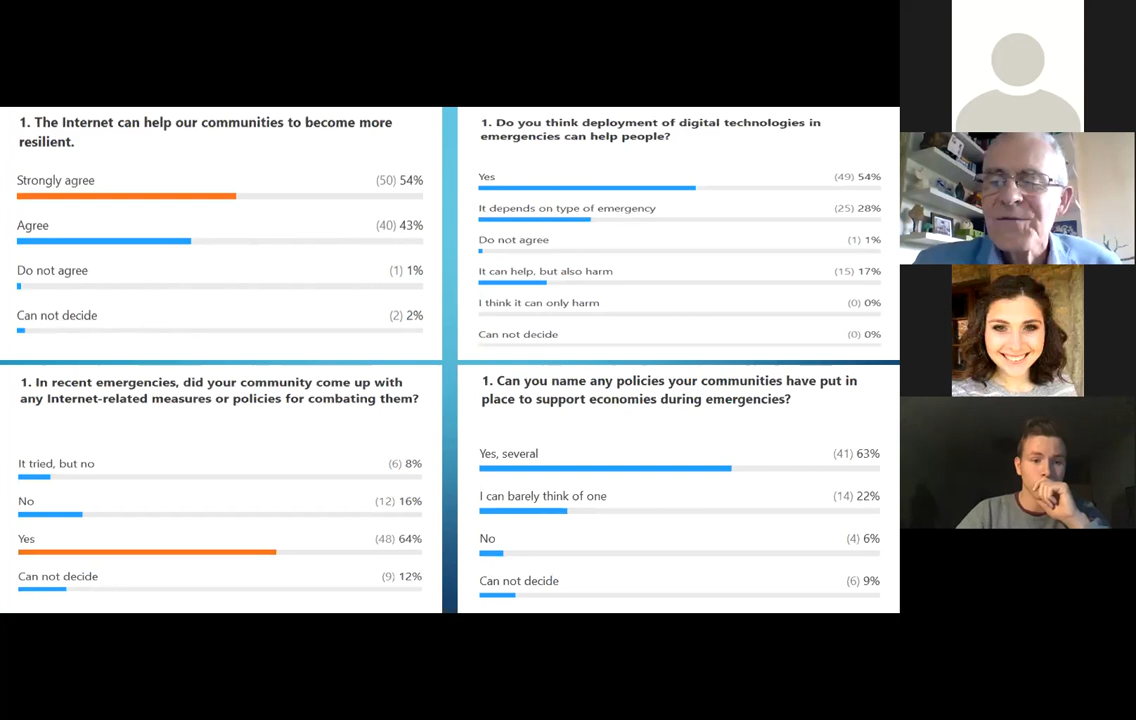 1. The Internet can help our communities to become more
resilient.
Strongly agree (50) 54%
Agree (40) 43%
Do not agree (1) 1%
Can not decide (2) 2%
1. Do you think deployment of digital technologies in
emergencies can help people?
Yes (49) 54%
It depends on type of emergency (25) 28%
Do not agree (1) 1%
It can help, but also harm (15) 17%
I think it can only harm (0) 0%
Can not decide (0) 0%
1. In recent emergencies, did your community come up with
any Internet-related measures or policies for combating them?
It tried, but no (6) 8%
No (12) 16%
Yes (48) 64%
Can not decide (9) 12%
1. Can you name any policies your communities have put in
place to support economies during emergencies?
Yes, several (41) 63%
I can barely think of one (14) 22%
No (4) 6%
Can not decide (6) 9%